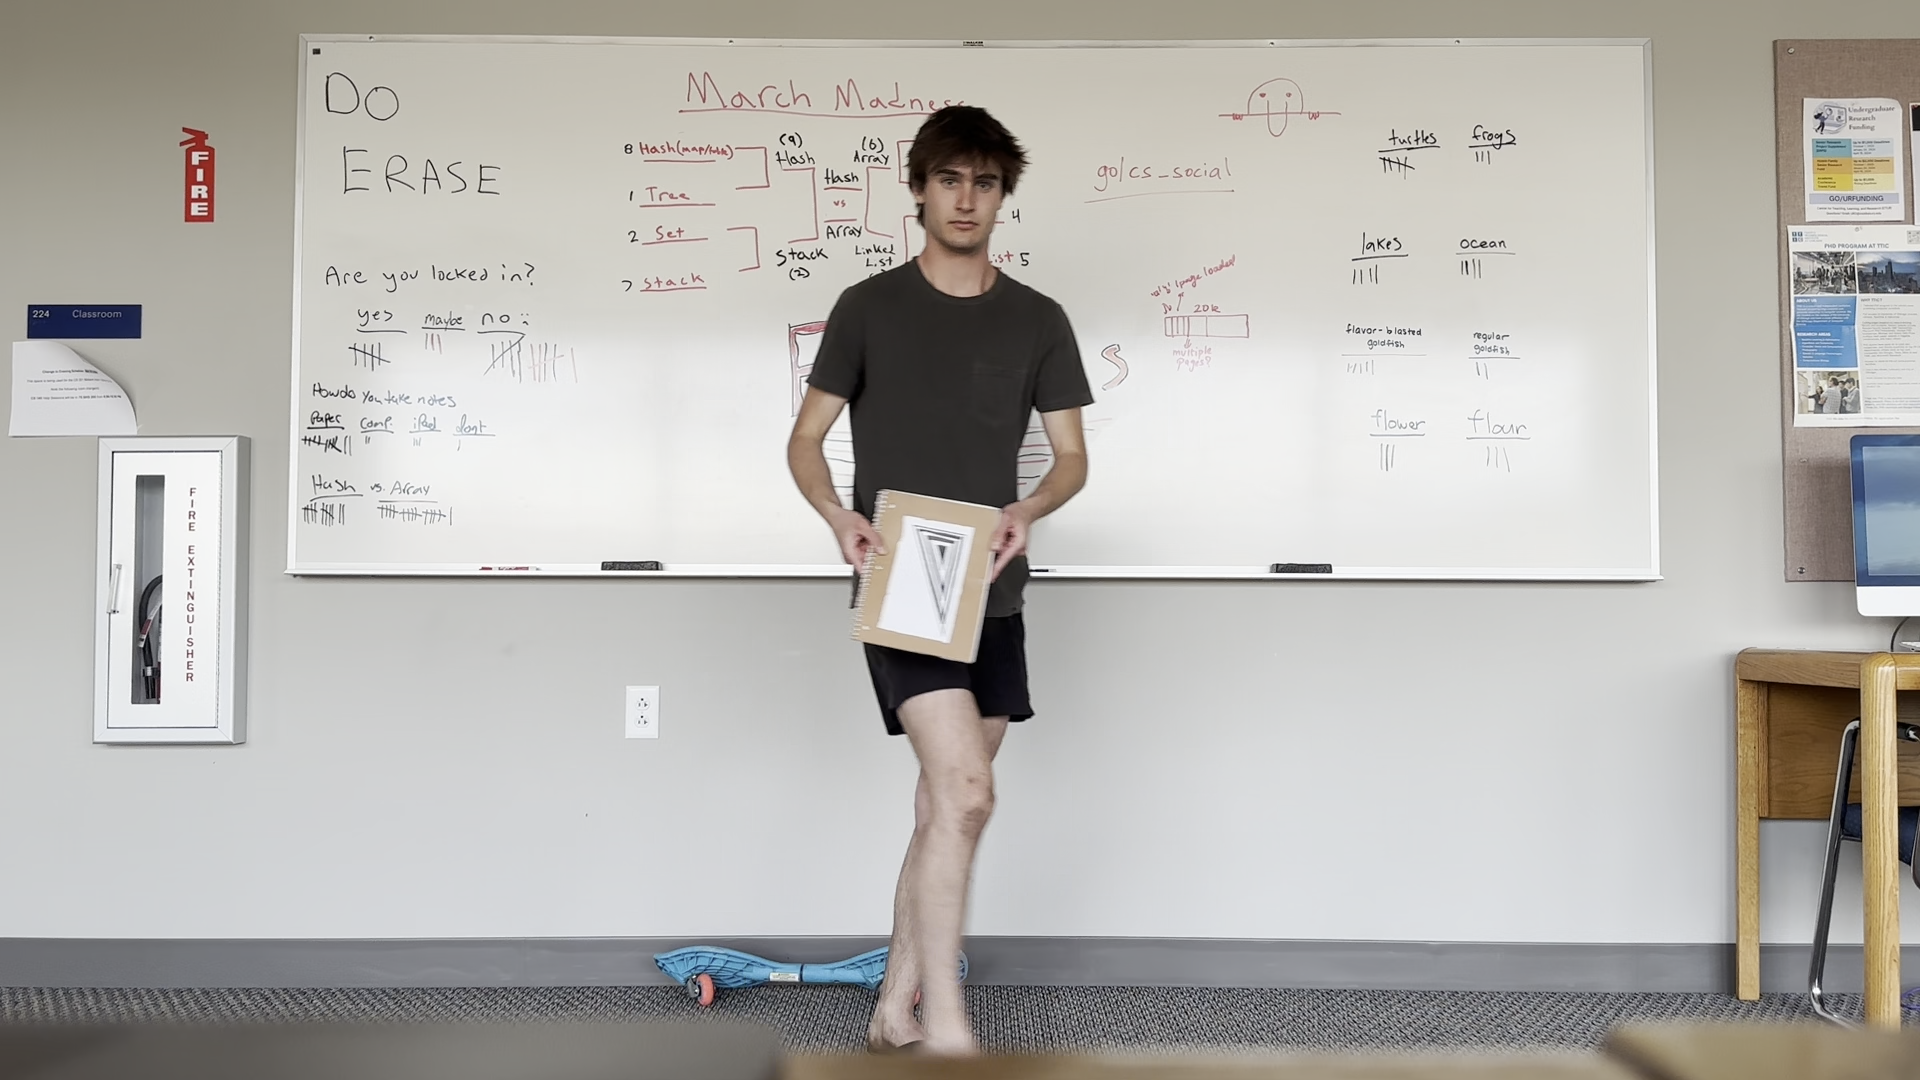 DO
ERASE
Are you locked in?
yes maybe no :
How do you take notes
Paper comp. iPad dont
Hash vs. Array
March Madness
8 Hash(map/table)
1 Tree
2 Set
7 Stack
(9)
Hash
(6)
Array
Hash
vs
Array
Stack
(2)
Linked
List
4
ist 5
go/cs_social
20k
multiple
pages?
S
turtles frogs
lakes ocean
flavor-blasted
goldfish
regular
goldfish
flower flour
FIRE
224 Classroom
FIRE EXTINGUISHER
Undergraduate
Research
Funding
GO/URFUNDING
PHD PROGRAM AT TTIC